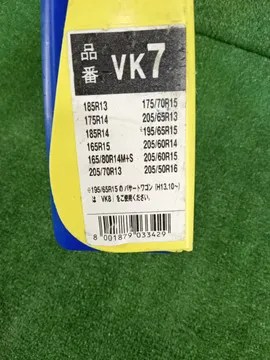 品番 VK7
185R13 175/70R15
175R14 205/65R13
185R14 ※195/65R15
165R15 205/60R14
165/80R14M+S 205/60R15
205/70R13 205/50R16
※195/65R15のパサートワゴン(H13.10〜)
は「VK8」をご使用ください。
8 001879 033429